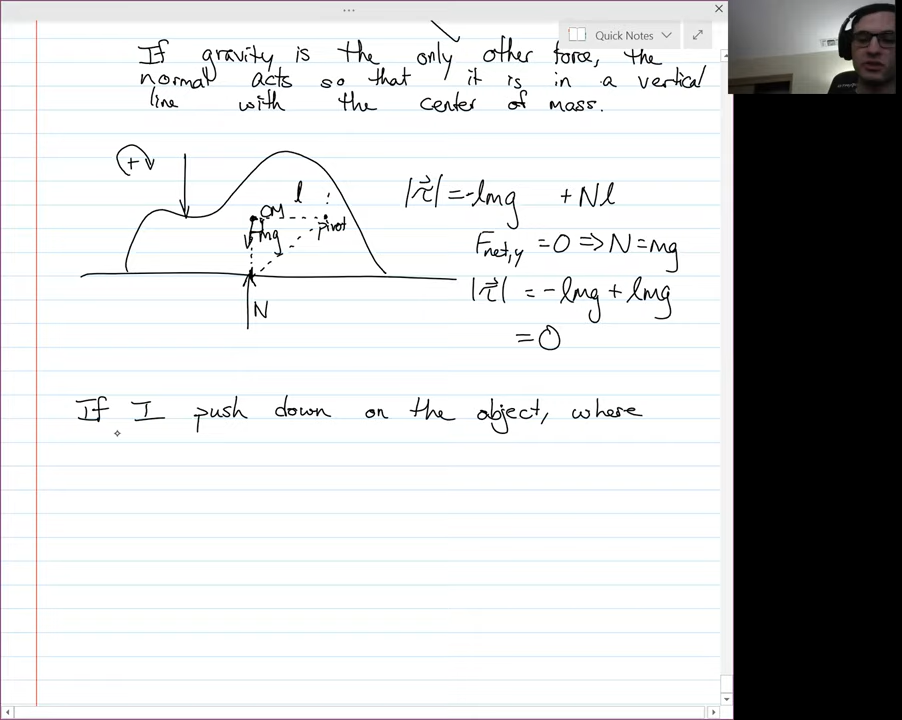 Quick Notes
If gravity is the only other force, the
normal acts so that it is in a vertical
line with the center of mass.
+
l
CM
mg
pivot
N
|τ⃗| = -lmg + Nl
Fnet,y = 0 => N = mg
|τ⃗| = -lmg + lmg
= 0
If I push down on the object, where